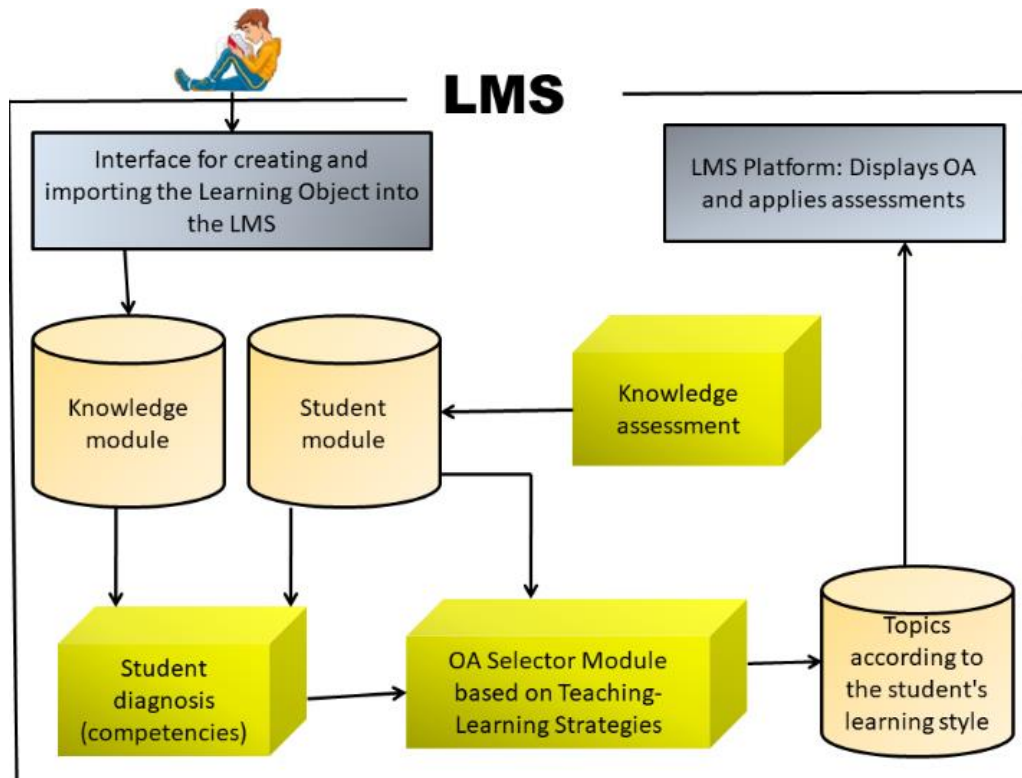 LMS
Interface for creating and
importing the Learning Object into
the LMS
LMS Platform: Displays OA
and applies assessments
Knowledge
module
Student
module
Knowledge
assessment
Student
diagnosis
(competencies)
OA Selector Module
based on Teaching-
Learning Strategies
Topics
according to
the student's
learning style